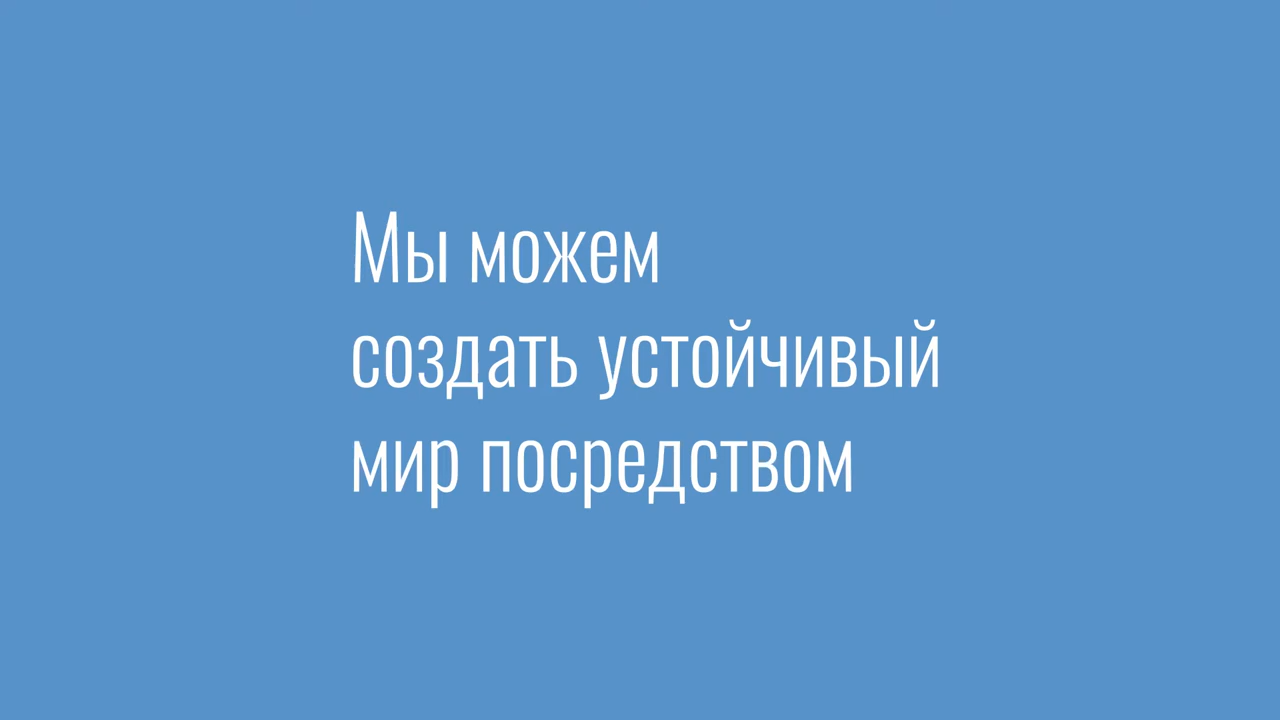 Мы можем
создать устойчивый
мир посредством